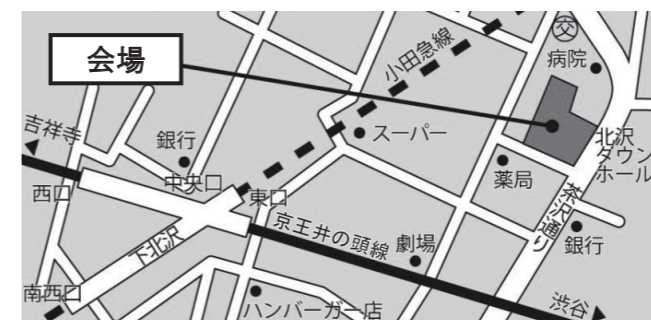 交
病院
会場
小田急線
吉祥寺
銀行
スーパー
北沢
タウン
ホール
薬局
西口
中央口
東口
茶沢通り
京王井の頭線
劇場
銀行
下北沢
南西口
ハンバーガー店
渋谷